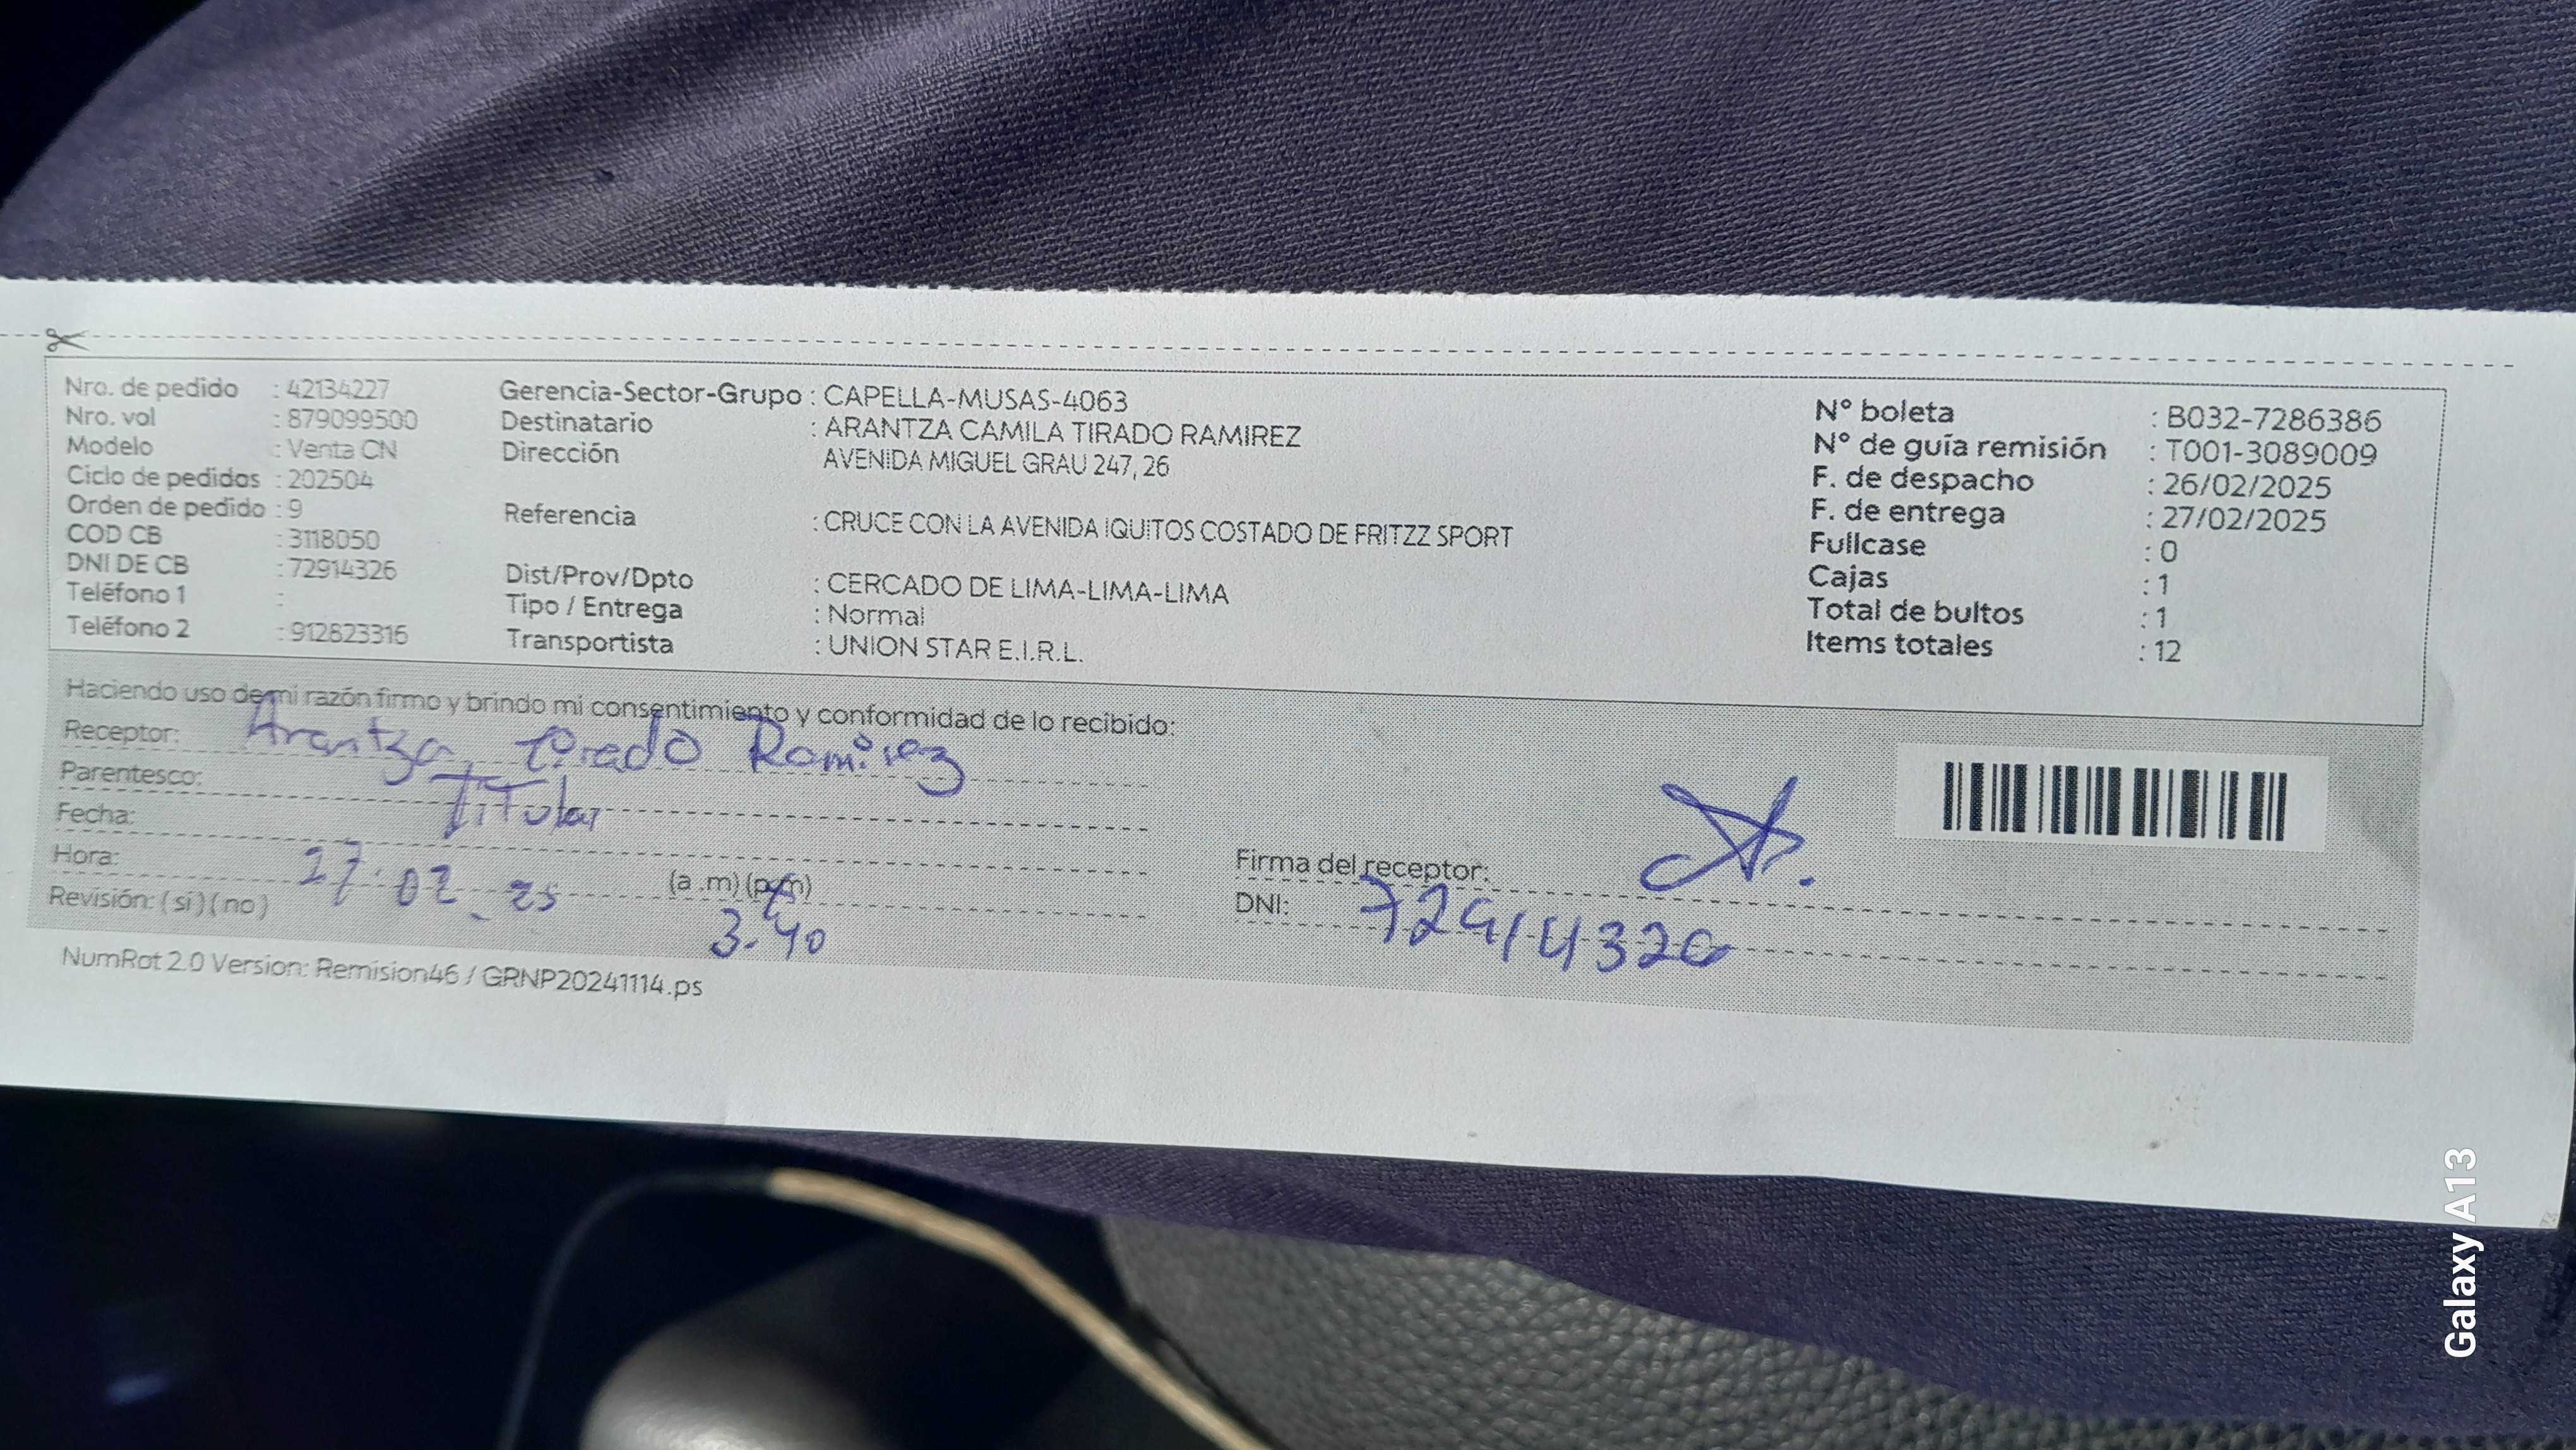 Nro. de pedido : 42134227
Nro. vol : 879099500
Modelo : Venta CN
Ciclo de pedidos : 202504
Orden de pedido : 9
COD CB : 3118050
DNI DE CB : 72914326
Teléfono 1 :
Teléfono 2 : 912623316
Gerencia-Sector-Grupo : CAPELLA-MUSAS-4063
Destinatario : ARANTZA CAMILA TIRADO RAMIREZ
Dirección AVENIDA MIGUEL GRAU 247, 26
Referencia : CRUCE CON LA AVENIDA IQUITOS COSTADO DE FRITZZ SPORT
Dist/Prov/Dpto : CERCADO DE LIMA-LIMA-LIMA
Tipo / Entrega : Normal
Transportista : UNION STAR E.I.R.L.
N° boleta : B032-7286386
N° de guía remisión : T001-3089009
F. de despacho : 26/02/2025
F. de entrega : 27/02/2025
Fullcase : 0
Cajas : 1
Total de bultos : 1
Items totales : 12
Haciendo uso de mi razón firmo y brindo mi consentimiento y conformidad de lo recibido:
Receptor: Arantza tirado Ramirez
Parentesco: Titular
Fecha:
Hora: 27.02.25 (a .m) (p.m)
Revisión: ( si ) ( no ) 3.40
Firma del receptor:
DNI: 72914326
NumRot 2.0 Version: Remision46 / GRNP20241114.ps
Galaxy A13